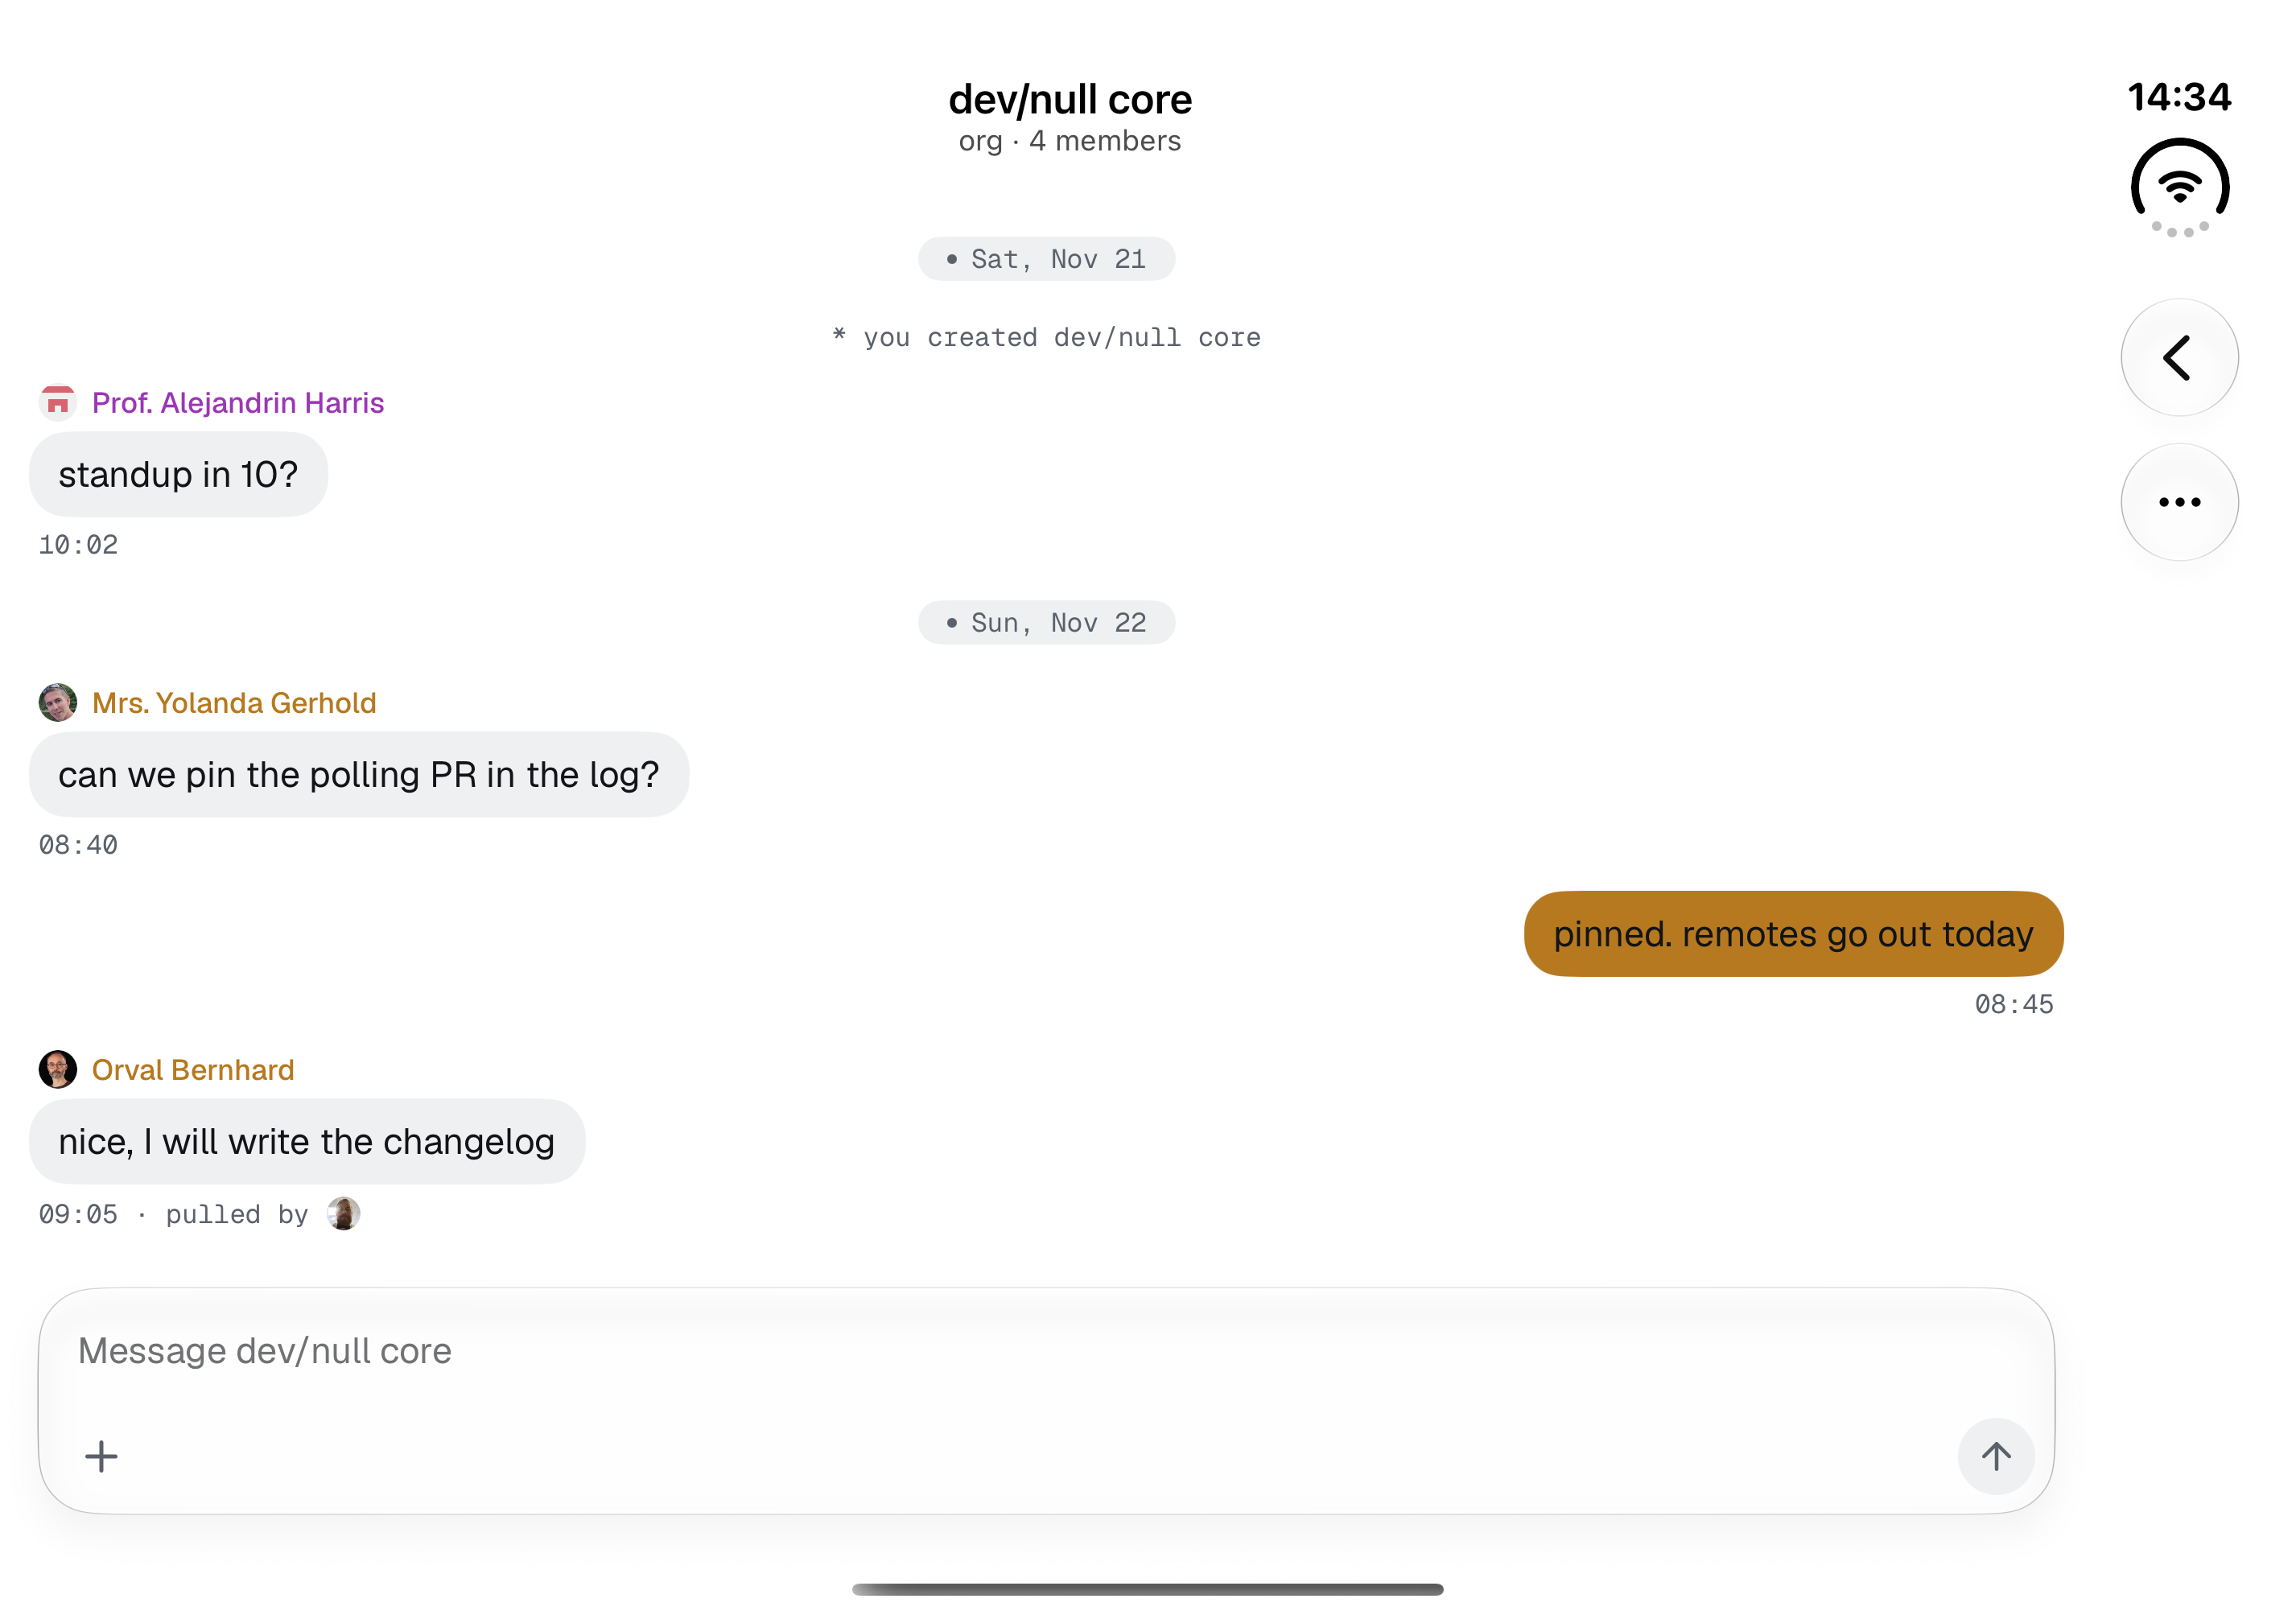 dev/null core
org · 4 members
14:34
• Sat, Nov 21
* you created dev/null core
Prof. Alejandrin Harris
standup in 10?
10:02
• Sun, Nov 22
Mrs. Yolanda Gerhold
can we pin the polling PR in the log?
08:40
pinned. remotes go out today
08:45
Orval Bernhard
nice, I will write the changelog
09:05 · pulled by
Message dev/null core